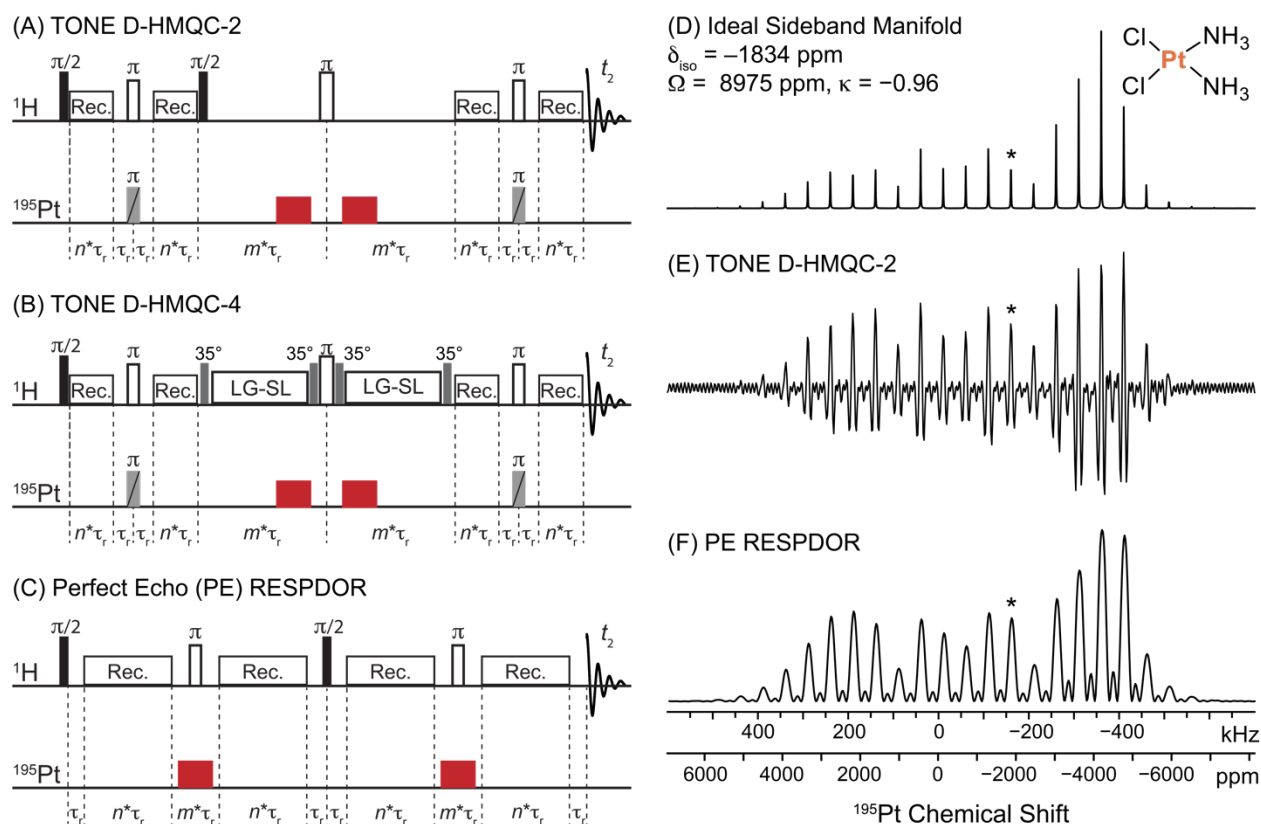 (A) TONE D-HMQC-2
π/2 π π/2 π π t₂
¹H Rec. Rec. Rec. Rec.
π π
¹⁹⁵Pt
n*τᵣ τᵣ τᵣ n*τᵣ m*τᵣ m*τᵣ n*τᵣ τᵣ τᵣ n*τᵣ
(B) TONE D-HMQC-4
π/2 π 35° 35° π 35° 35° π t₂
¹H Rec. Rec. LG-SL LG-SL Rec. Rec.
π π
¹⁹⁵Pt
n*τᵣ τᵣ τᵣ n*τᵣ m*τᵣ m*τᵣ n*τᵣ τᵣ τᵣ n*τᵣ
(C) Perfect Echo (PE) RESPDOR
π/2 π π/2 π t₂
¹H Rec. Rec. Rec. Rec.
¹⁹⁵Pt
τᵣ n*τᵣ m*τᵣ n*τᵣ τᵣ τᵣ n*τᵣ m*τᵣ n*τᵣ τᵣ
(D) Ideal Sideband Manifold
δiso = –1834 ppm
Ω = 8975 ppm, κ = −0.96
Cl NH₃
Pt
Cl NH₃
*
(E) TONE D-HMQC-2
*
(F) PE RESPDOR
*
400 200 0 −200 −400 kHz
6000 4000 2000 0 −2000 −4000 −6000 ppm
¹⁹⁵Pt Chemical Shift